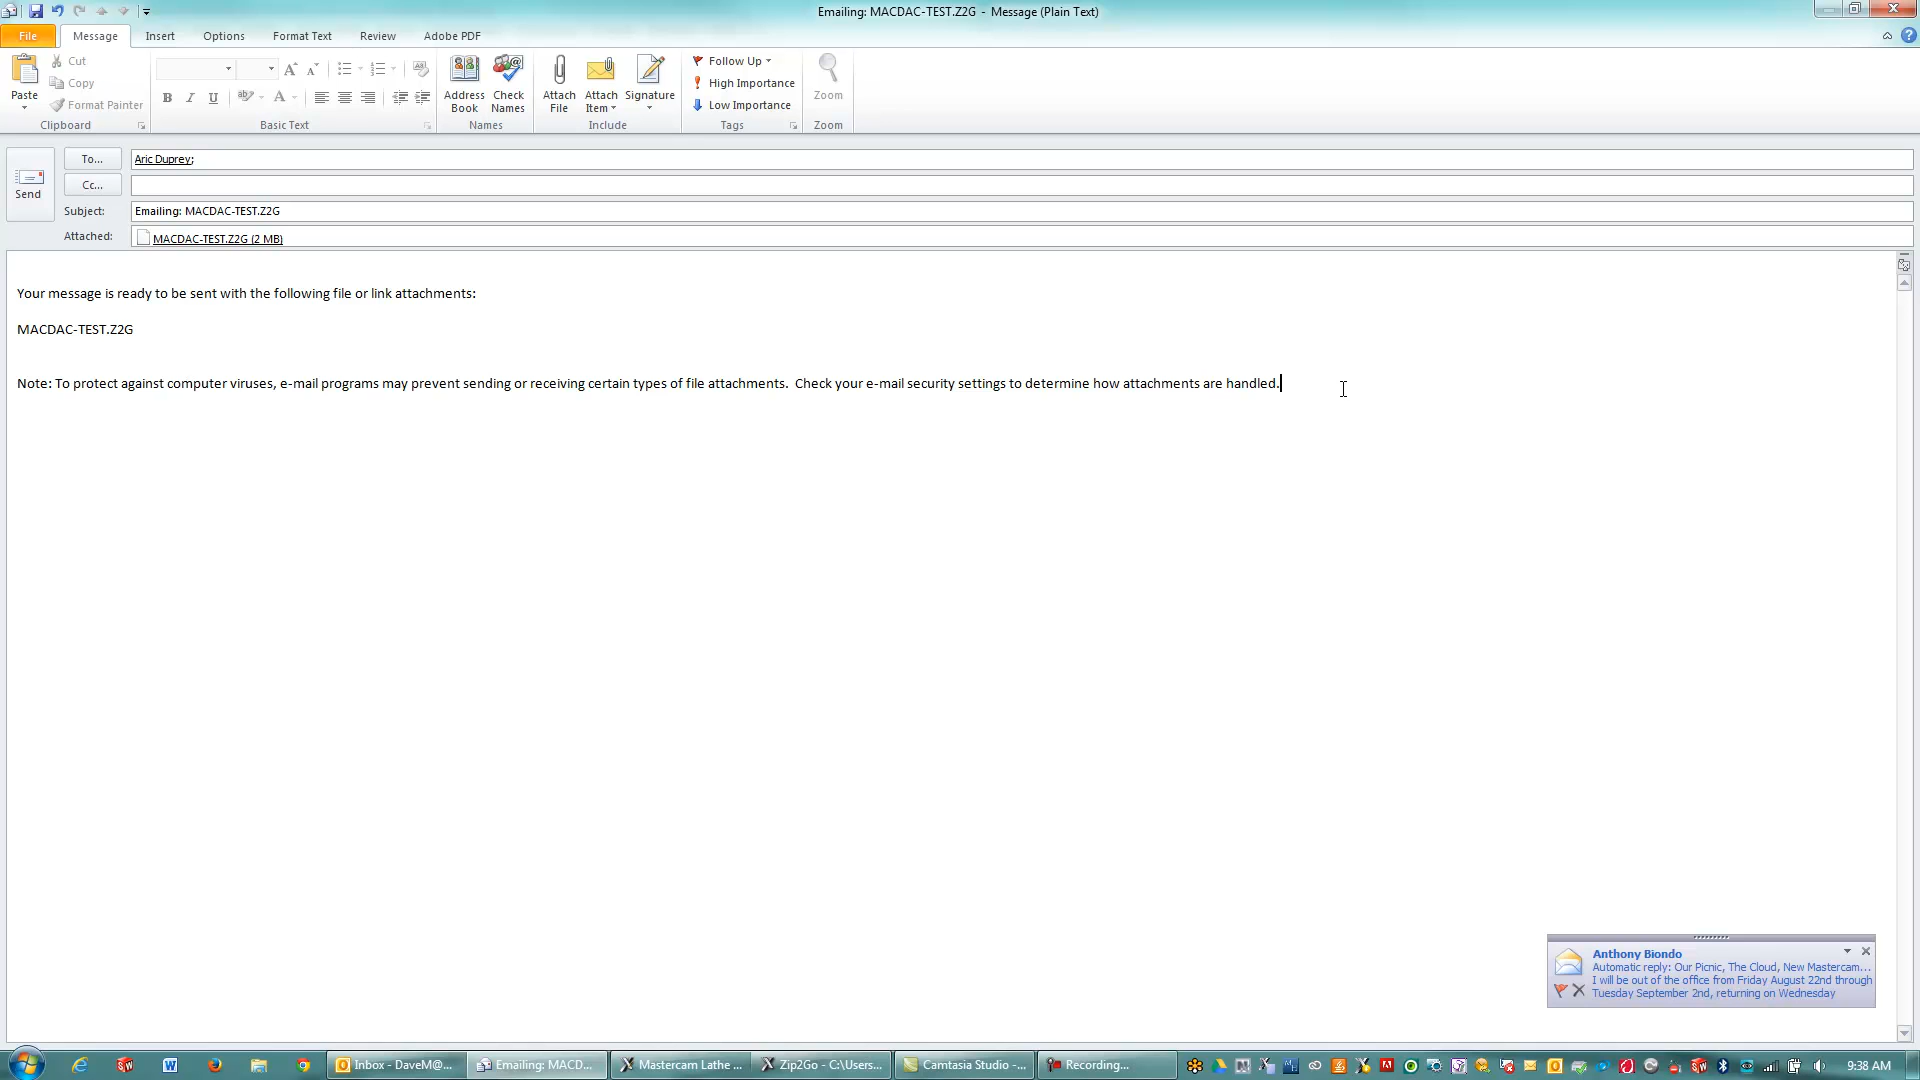 Emailing: MACDAC-TEST.Z2G - Message (Plain Text)
File Message Insert Options Format Text Review Adobe PDF
Paste
Cut
Copy
Format Painter
Clipboard
B I U
A A
Basic Text
Address Book
Check Names
Names
Attach File
Attach Item
Signature
Include
Follow Up
High Importance
Low Importance
Tags
Zoom
Zoom
Send
To... Aric Duprey;
Cc...
Subject: Emailing: MACDAC-TEST.Z2G
Attached: MACDAC-TEST.Z2G (2 MB)
Your message is ready to be sent with the following file or link attachments:
MACDAC-TEST.Z2G
Note: To protect against computer viruses, e-mail programs may prevent sending or receiving certain types of file attachments.  Check your e-mail security settings to determine how attachments are handled.
Anthony Biondo
Automatic reply: Our Picnic, The Cloud, New Mastercam...
I will be out of the office from Friday August 22nd through
Tuesday September 2nd, returning on Wednesday
Inbox - DaveM@... Emailing: MACD... Mastercam Lathe ... Zip2Go - C:\Users... Camtasia Studio -... Recording... 9:38 AM